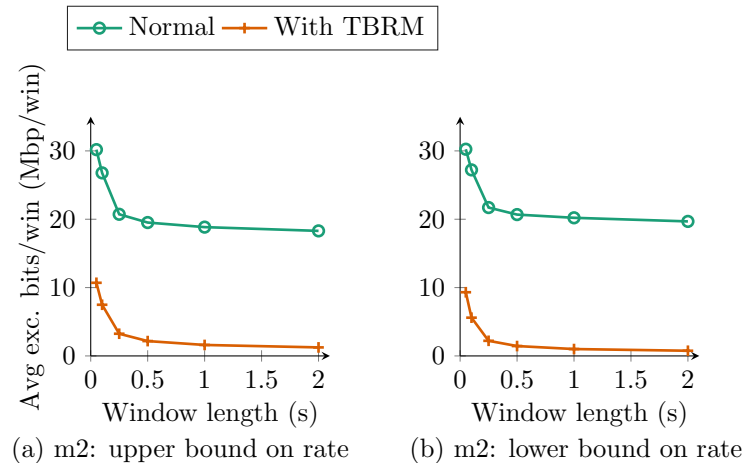 Normal With TBRM
Avg exc. bits/win (Mbp/win)
30
20
10
0
0 0.5 1 1.5 2
Window length (s)
(a) m2: upper bound on rate
30
20
10
0
0 0.5 1 1.5 2
Window length (s)
(b) m2: lower bound on rate